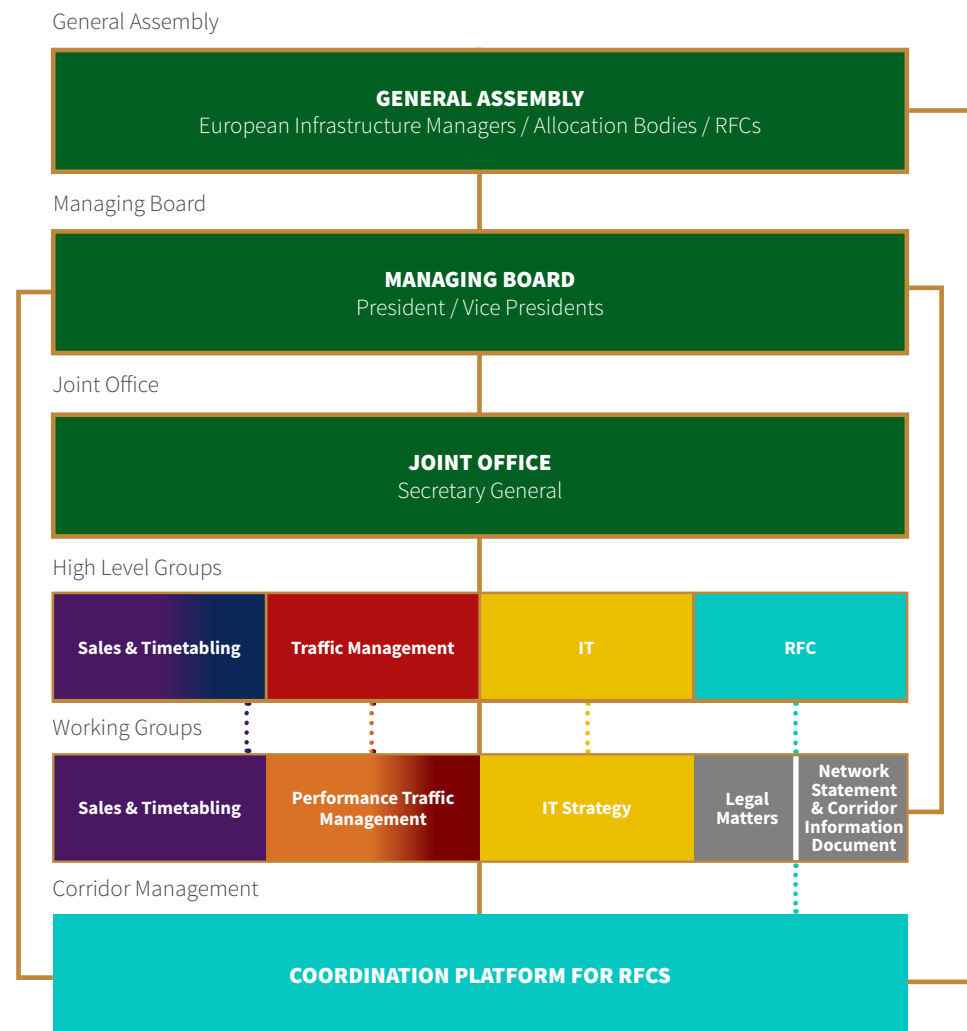 General Assembly
GENERAL ASSEMBLY
European Infrastructure Managers / Allocation Bodies / RFCs
Managing Board
MANAGING BOARD
President / Vice Presidents
Joint Office
JOINT OFFICE
Secretary General
High Level Groups
Sales & Timetabling
Traffic Management
IT
RFC
Working Groups
Sales & Timetabling
Performance Traffic
Management
IT Strategy
Legal
Matters
Network
Statement
& Corridor
Information
Document
Corridor Management
COORDINATION PLATFORM FOR RFCS